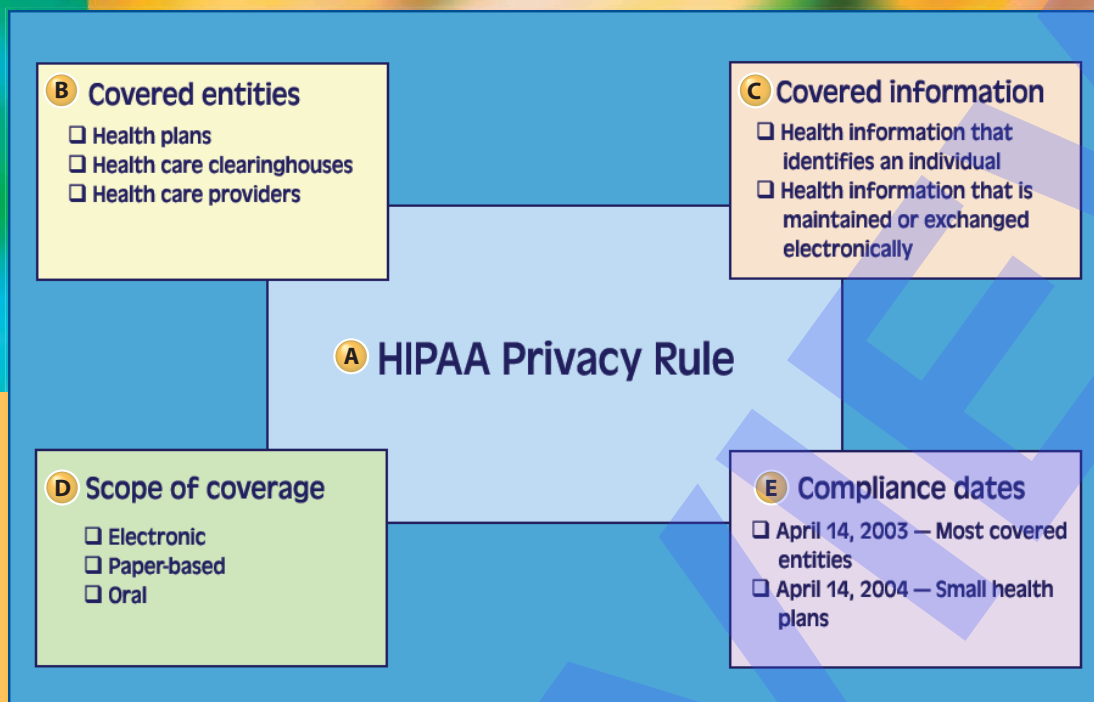 B Covered entities
❑ Health plans
❑ Health care clearinghouses
❑ Health care providers
C Covered information
❑ Health information that
identifies an individual
❑ Health information that is
maintained or exchanged
electronically
A HIPAA Privacy Rule
D Scope of coverage
❑ Electronic
❑ Paper-based
❑ Oral
E Compliance dates
❑ April 14, 2003 — Most covered
entities
❑ April 14, 2004 — Small health
plans